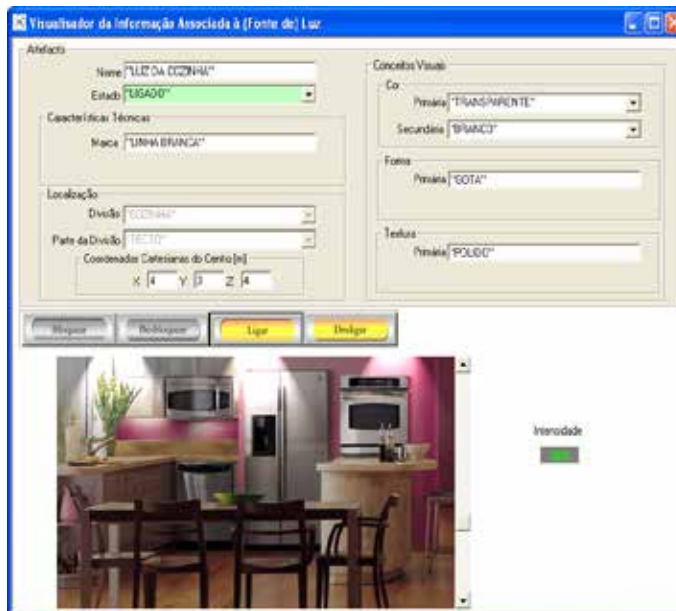 Visualisador da Informação Associada à (Fonte de) Luz
Artefacto
Nome "LUZ DA COZINHA"
Estado "LIGADO"
Características Técnicas
Marca "LINHA BRANCA"
Localização
Divisão "COZINHA"
Parte da Divisão "TECTO"
Coordenadas Cartesianas do Centro [m]
X 4 Y 3 Z 4
Conceitos Visuais
Cor
Primária "TRANSPARENTE"
Secundária "BRANCO"
Forma
Primária "GOTA"
Textura
Primária "POLIDO"
Bloquear Desbloquear Ligar Desligar
Intensidade